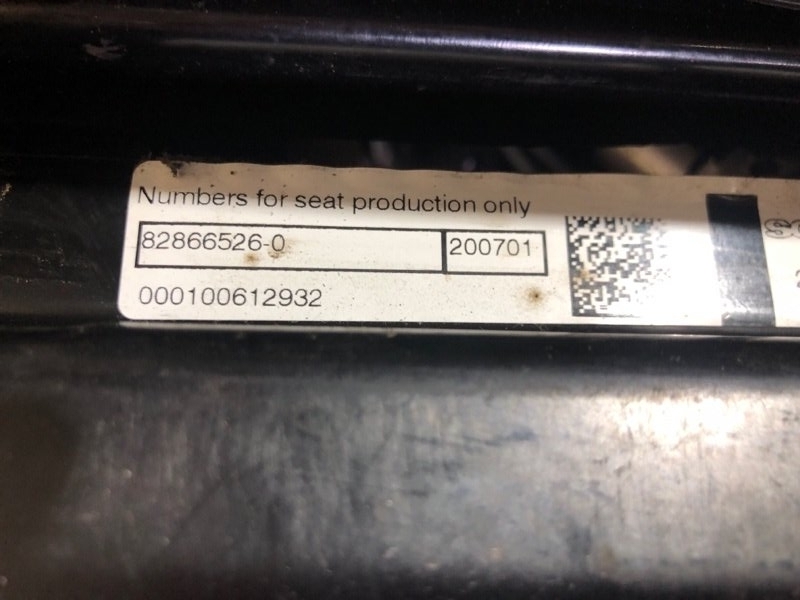 Numbers for seat production only
82866526-0 200701
000100612932